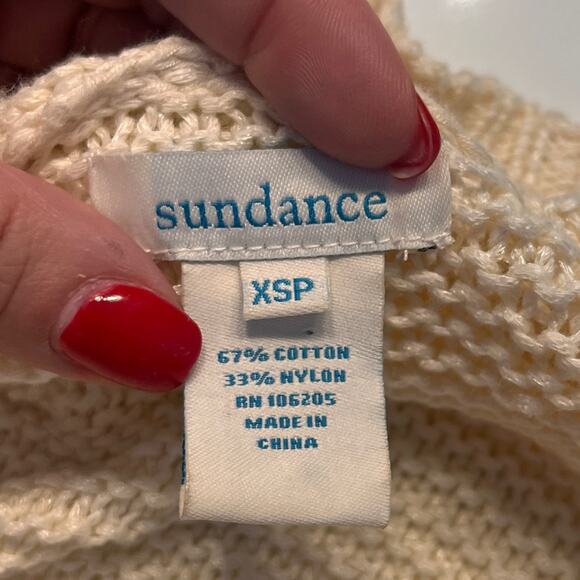 sundance
XSP
67% COTTON
33% NYLON
RN 106205
MADE IN
CHINA